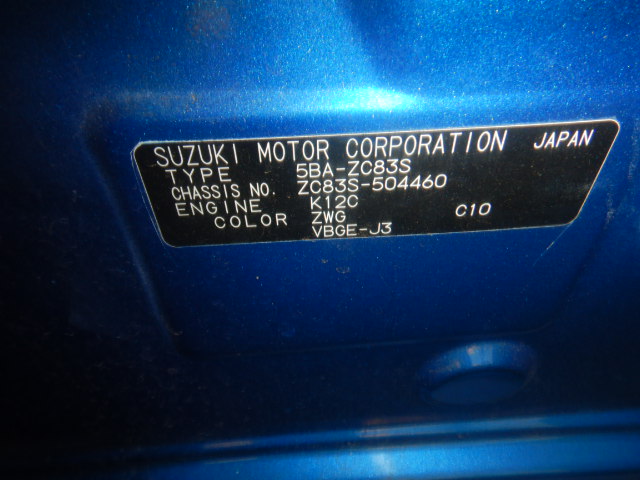 SUZUKI MOTOR CORPORATION JAPAN
TYPE 5BA-ZC83S
CHASSIS NO. ZC83S-504460
ENGINE K12C C10
COLOR ZWG
VBGE-J3